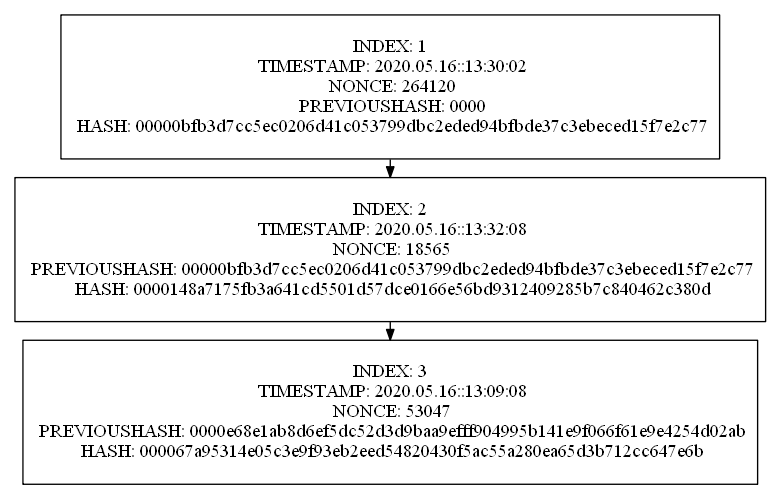 INDEX: 1
TIMESTAMP: 2020.05.16::13:30:02
NONCE: 264120
PREVIOUSHASH: 0000
HASH: 00000bfb3d7cc5ec0206d41c053799dbc2eded94bfbde37c3ebeced15f7e2c77
INDEX: 2
TIMESTAMP: 2020.05.16::13:32:08
NONCE: 18565
PREVIOUSHASH: 00000bfb3d7cc5ec0206d41c053799dbc2eded94bfbde37c3ebeced15f7e2c77
HASH: 0000148a7175fb3a641cd5501d57dce0166e56bd9312409285b7c840462c380d
INDEX: 3
TIMESTAMP: 2020.05.16::13:09:08
NONCE: 53047
PREVIOUSHASH: 0000e68e1ab8d6ef5dc52d3d9baa9efff904995b141e9f066f61e9e4254d02ab
HASH: 000067a95314e05c3e9f93eb2eed54820430f5ac55a280ea65d3b712cc647e6b